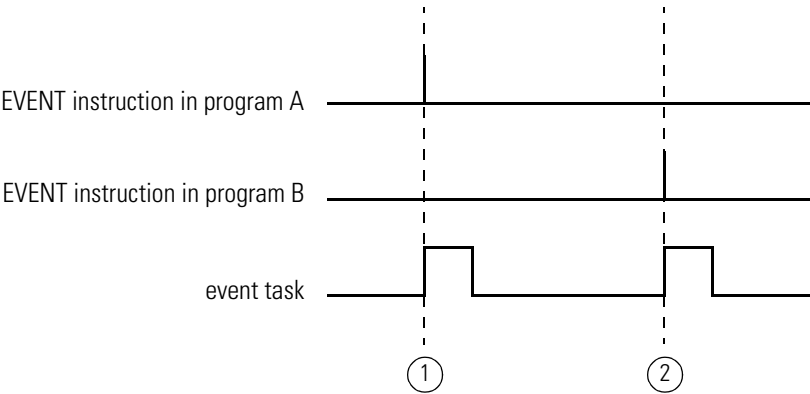 EVENT instruction in program A
EVENT instruction in program B
event task
1
2